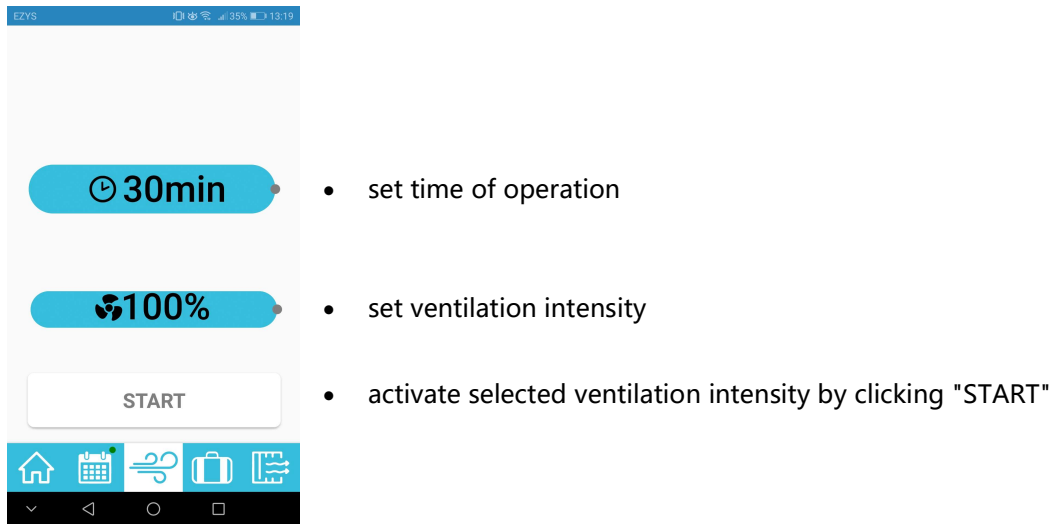 EZYS 35% 13:19
30min
• set time of operation
100%
• set ventilation intensity
START
• activate selected ventilation intensity by clicking "START"